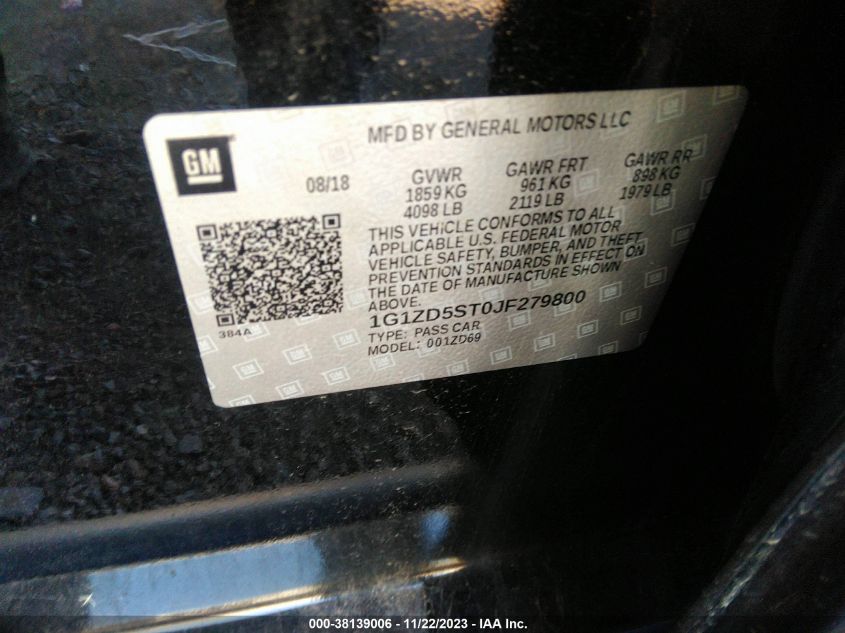 MFD BY GENERAL MOTORS LLC
GM
08/18
GVWR GAWR FRT GAWR RR
1859 KG 961 KG 898 KG
4098 LB 2119 LB 1979 LB
THIS VEHICLE CONFORMS TO ALL
APPLICABLE U.S. FEDERAL MOTOR
VEHICLE SAFETY, BUMPER, AND THEFT
PREVENTION STANDARDS IN EFFECT ON
THE DATE OF MANUFACTURE SHOWN
ABOVE.
384A
1G1ZD5ST0JF279800
TYPE: PASS CAR
MODEL: 001ZD69
000-38139006 - 11/22/2023 - IAA Inc.